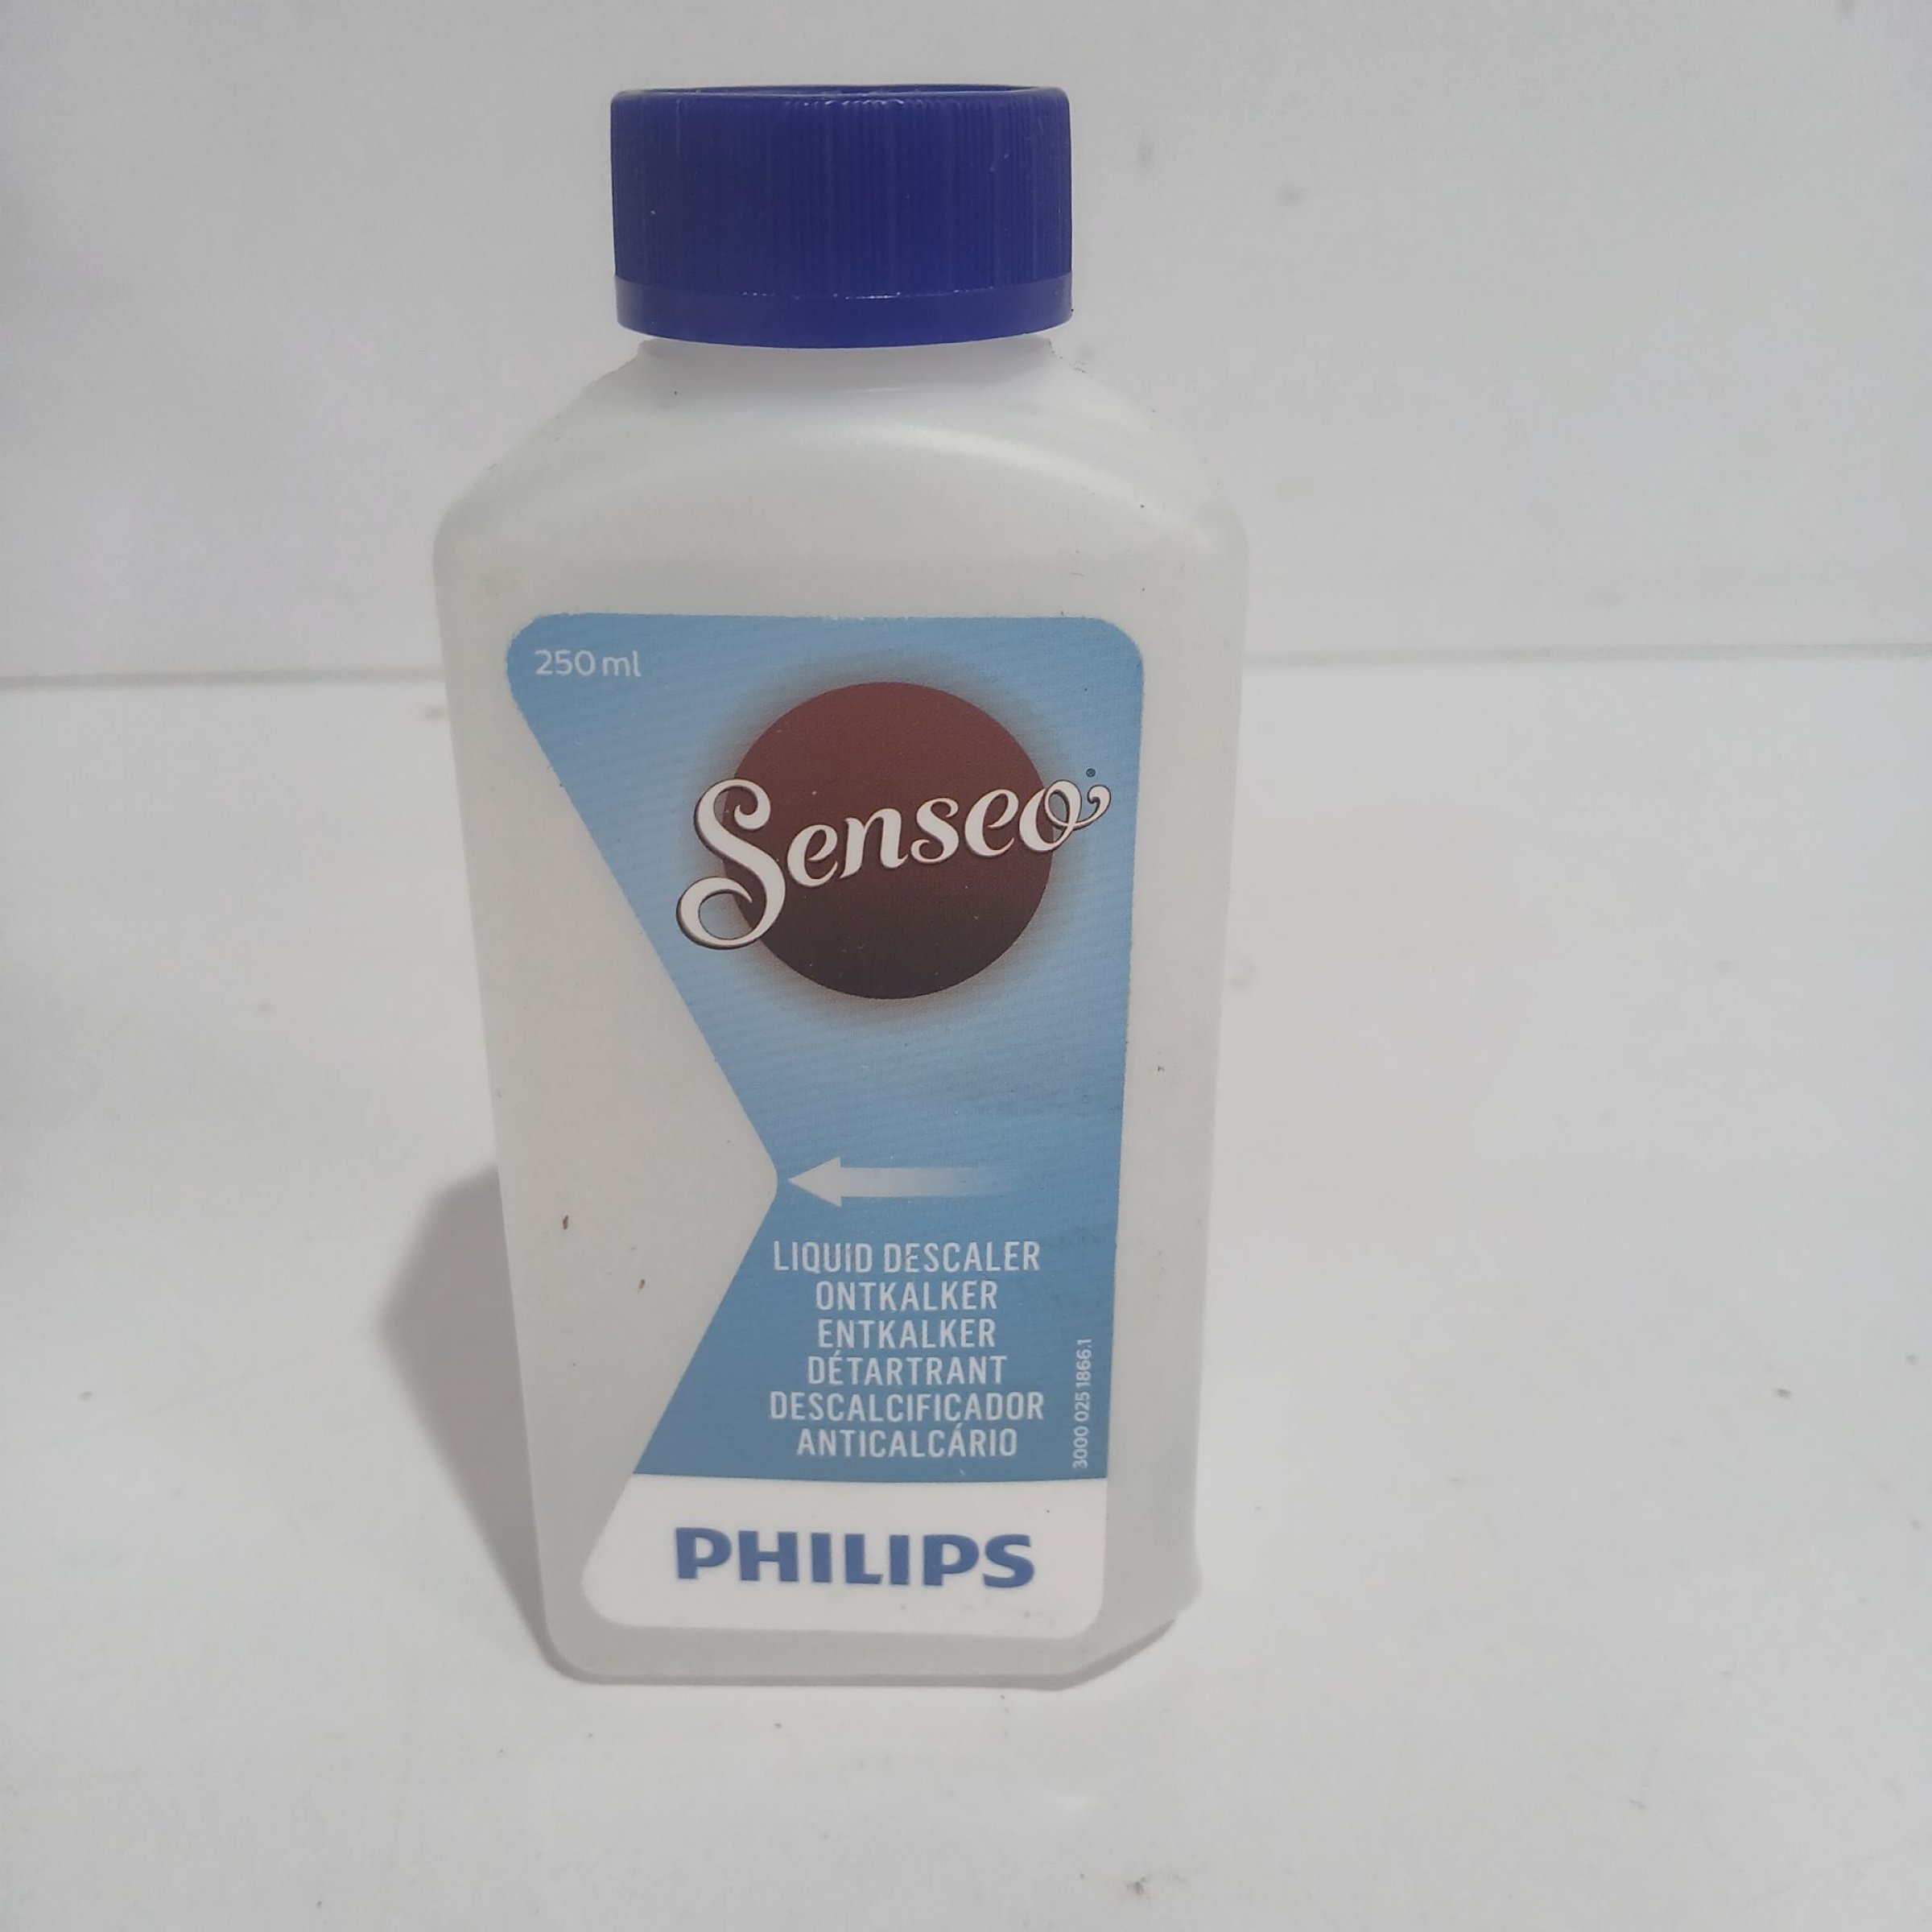 250 ml
Senseo
LIQUID DESCALER
ONTKALKER
ENTKALKER
DÉTARTRANT
DESCALCIFICADOR
ANTICALCÁRIO
3000 025 1866.1
PHILIPS